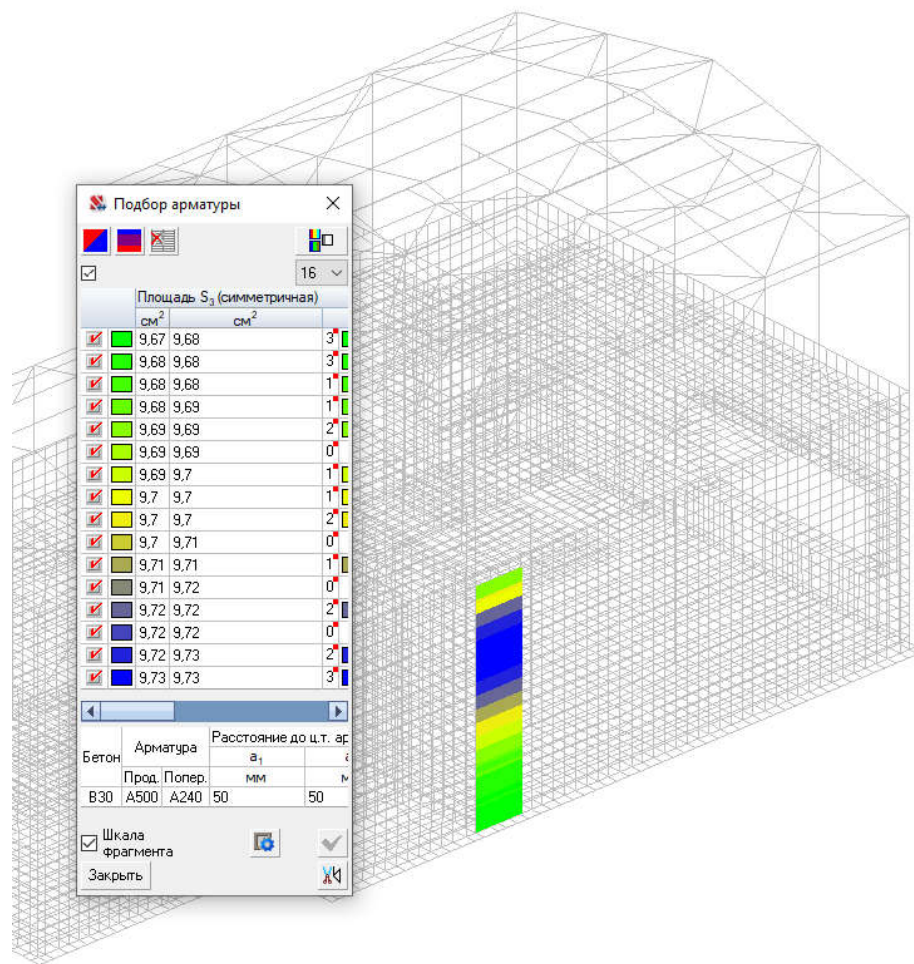 Подбор арматуры
16
Площадь S3 (симметричная)
см2 см2
9,67 9,68 3
9,68 9,68 3
9,68 9,68 1
9,68 9,69 1
9,69 9,69 2
9,69 9,69 0
9,69 9,7 1
9,7 9,7 1
9,7 9,7 2
9,7 9,71 0
9,71 9,71 1
9,71 9,72 0
9,72 9,72 2
9,72 9,72 0
9,72 9,73 2
9,73 9,73 3
Бетон Арматура Расстояние до ц.т. ар
a1
Прод. Попер. мм м
B30 A500 A240 50 50
Шкала
фрагмента
Закрыть